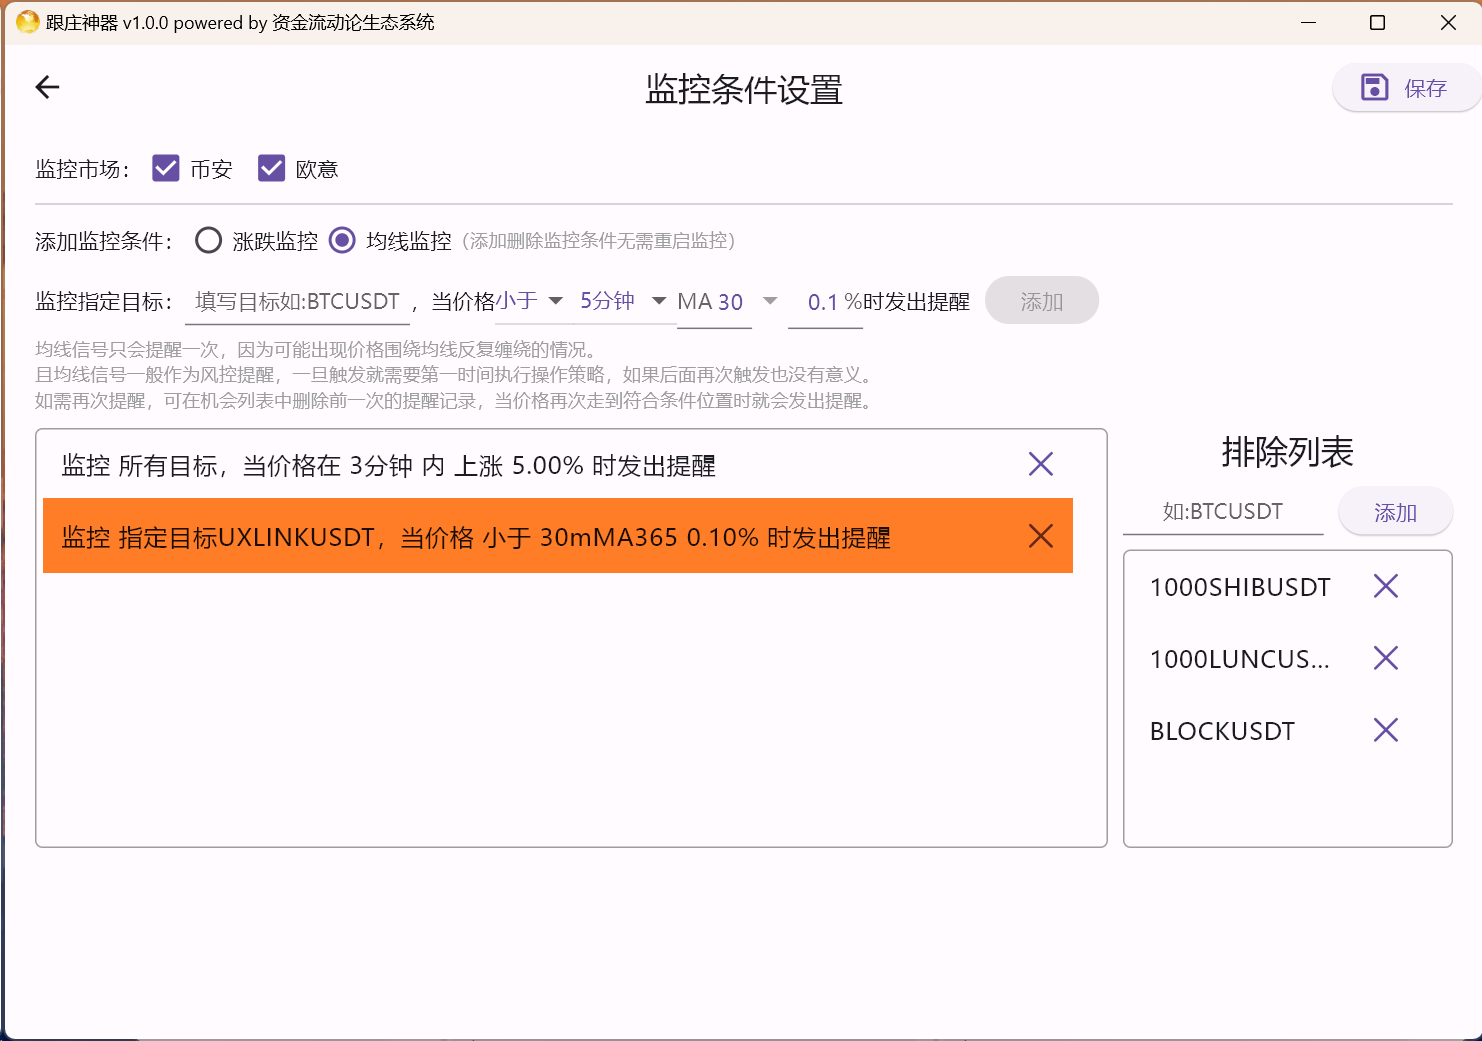 跟庄神器 v1.0.0 powered by 资金流动论生态系统
监控条件设置
保存
监控市场： 币安 欧意
添加监控条件： 涨跌监控 均线监控 (添加删除监控条件无需重启监控)
监控指定目标： 填写目标如:BTCUSDT ，当价格小于 5分钟 MA 30 0.1 %时发出提醒 添加
均线信号只会提醒一次，因为可能出现价格围绕均线反复缠绕的情况。
且均线信号一般作为风控提醒，一旦触发就需要第一时间执行操作策略，如果后面再次触发也没有意义。
如需再次提醒，可在机会列表中删除前一次的提醒记录，当价格再次走到符合条件位置时就会发出提醒。
监控 所有目标，当价格在 3分钟 内 上涨 5.00% 时发出提醒
监控 指定目标UXLINKUSDT，当价格 小于 30mMA365 0.10% 时发出提醒
排除列表
如:BTCUSDT 添加
1000SHIBUSDT
1000LUNCUS...
BLOCKUSDT